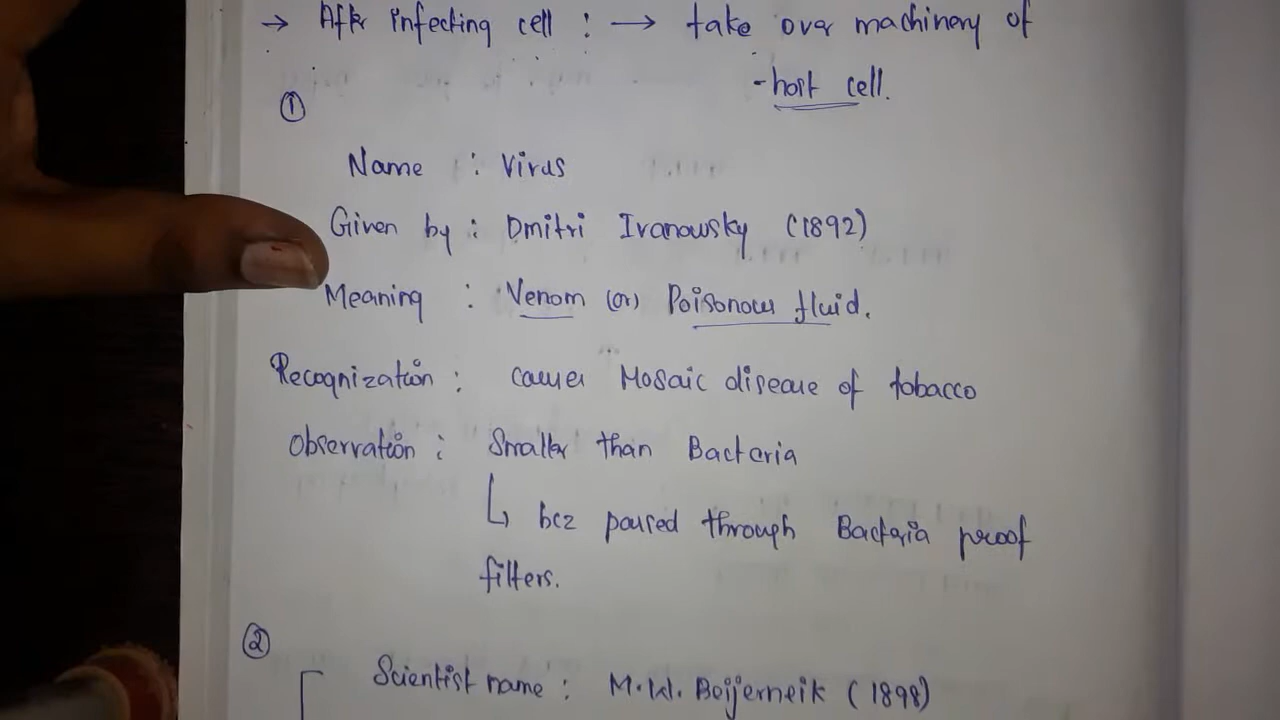 → After infecting cell : → take over machinery of
- host cell.
①
Name : Virus
Given by : Dmitri Ivanowsky (1892)
Meaning : Venom (or) Poisonous fluid.
Recognization : causes Mosaic disease of tobacco
Observation : Smaller than Bacteria
↳ bcz passed through Bacteria proof
filters.
②
Scientist name : M.W. Beijerneik (1898)